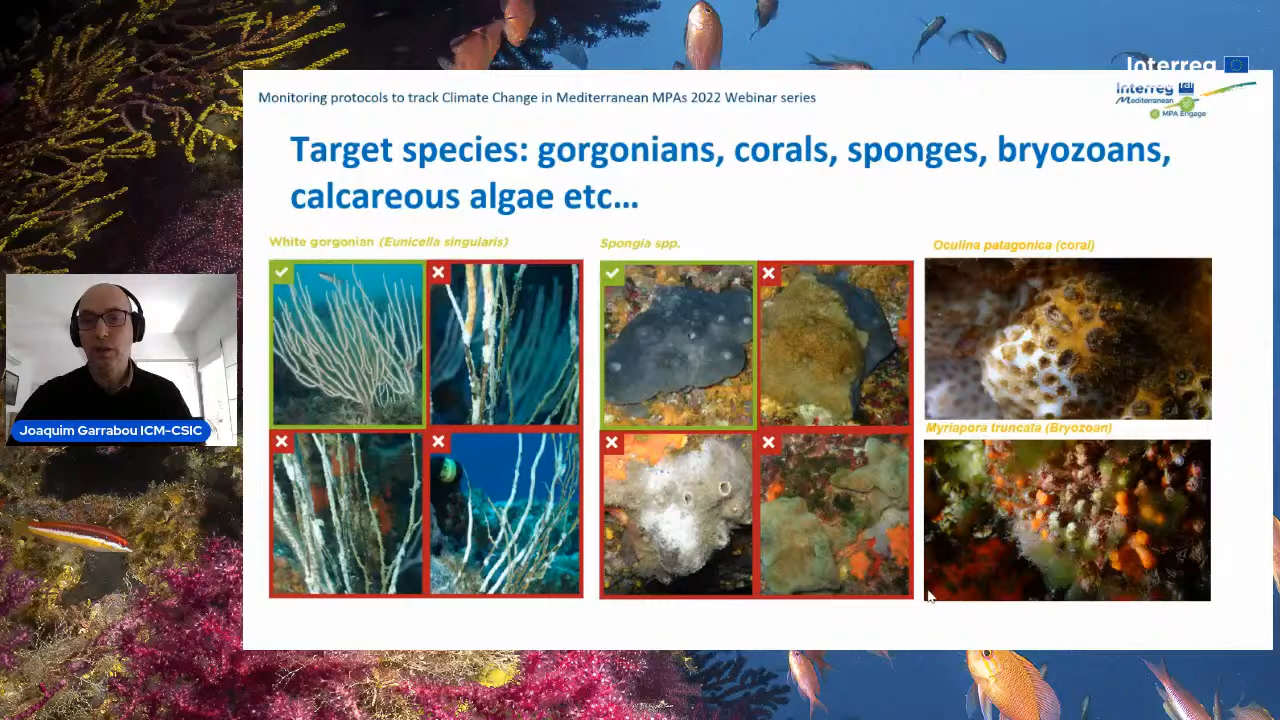 Interreg
Monitoring protocols to track Climate Change in Mediterranean MPAs 2022 Webinar series
Interreg
Mediterranean
MPA Engage
Target species: gorgonians, corals, sponges, bryozoans,
calcareous algae etc...
White gorgonian (Eunicella singularis)
Spongia spp.
Oculina patagonica (coral)
Myriapora truncata (Bryozoan)
Joaquim Garrabou ICM-CSIC